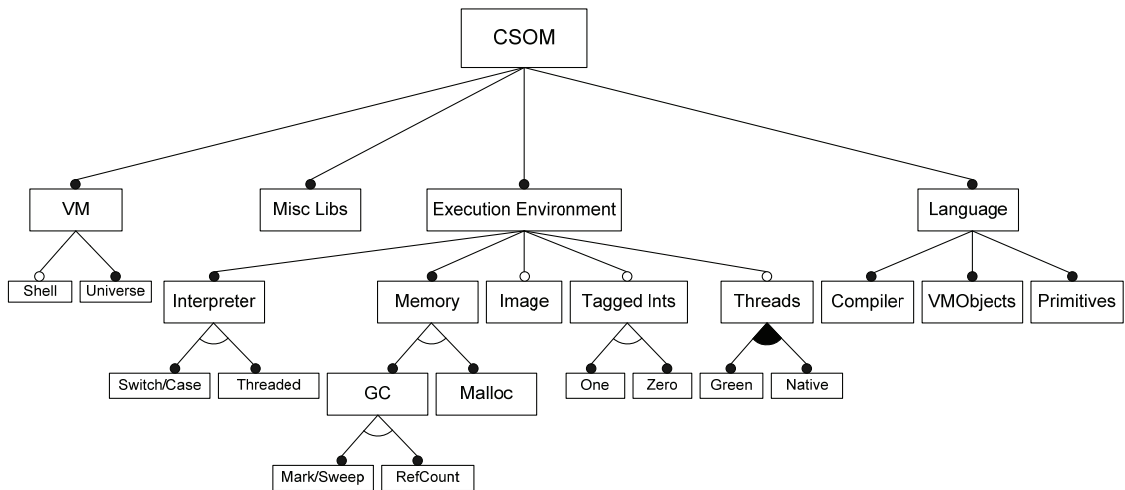 CSOM
VM
Misc Libs
Execution Environment
Language
Shell
Universe
Interpreter
Memory
Image
Tagged Ints
Threads
Compiler
VMObjects
Primitives
Switch/Case
Threaded
GC
Malloc
One
Zero
Green
Native
Mark/Sweep
RefCount